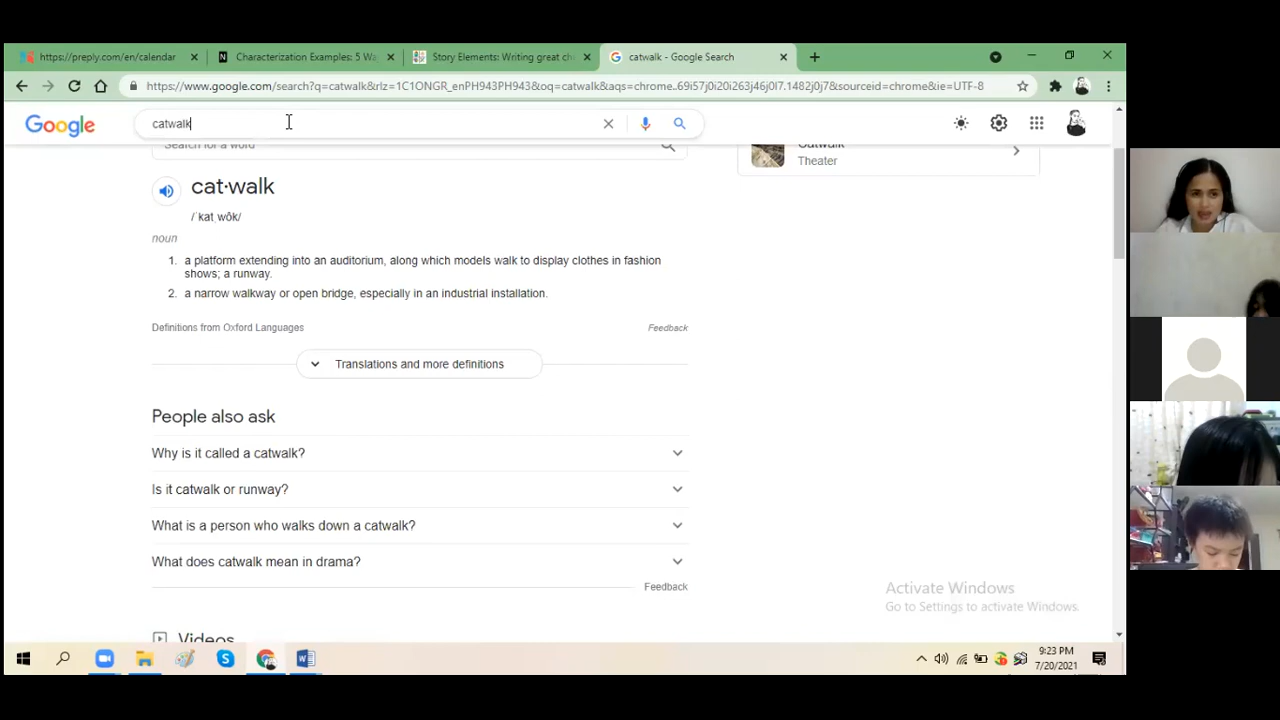 https://preply.com/en/calendar
Characterization Examples: 5 Wa
Story Elements: Writing great ch
catwalk - Google Search
https://www.google.com/search?q=catwalk&rlz=1C1ONGR_enPH943PH943&oq=catwalk&aqs=chrome..69i57j0i20i263j46j0l7.1482j0j7&sourceid=chrome&ie=UTF-8
Google
catwalk
Search for a word
Catwalk
Theater
cat·walk
/ˈkatˌwôk/
noun
1. a platform extending into an auditorium, along which models walk to display clothes in fashion
shows; a runway.
2. a narrow walkway or open bridge, especially in an industrial installation.
Definitions from Oxford Languages
Feedback
Translations and more definitions
People also ask
Why is it called a catwalk?
Is it catwalk or runway?
What is a person who walks down a catwalk?
What does catwalk mean in drama?
Feedback
Videos
Activate Windows
Go to Settings to activate Windows.
9:23 PM
7/20/2021